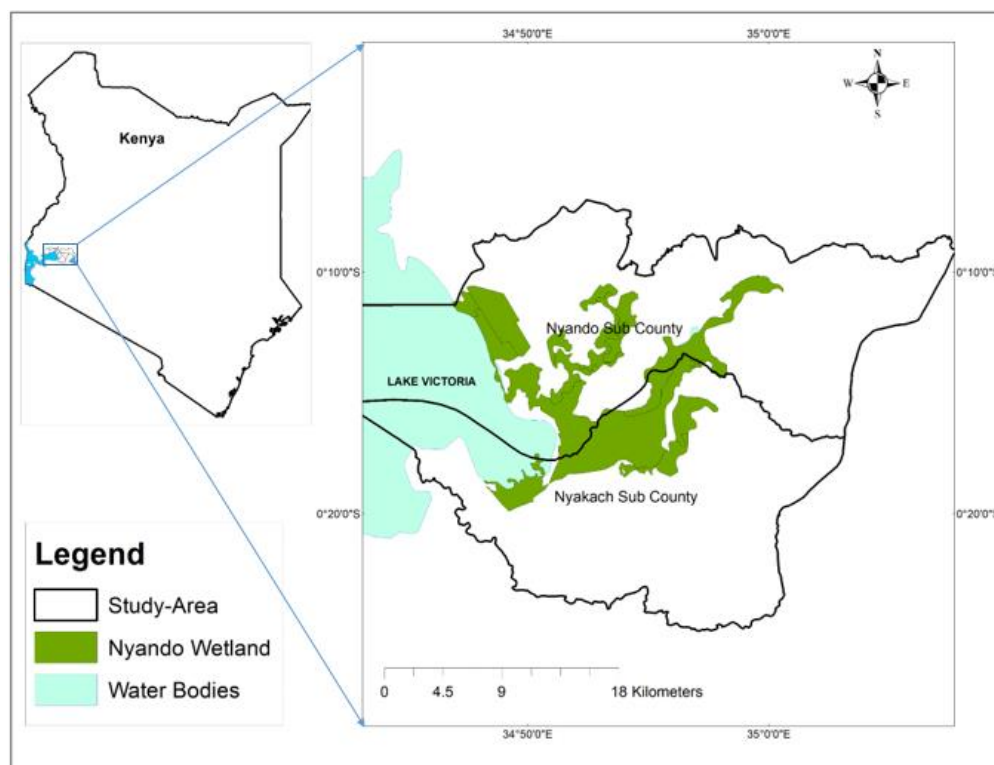 34°50'0"E 35°0'0"E
N
W E
S
Kenya
0°10'0"S 0°10'0"S
Nyando Sub County
LAKE VICTORIA
Nyakach Sub County
0°20'0"S 0°20'0"S
Legend
Study-Area
Nyando Wetland
Water Bodies
0 4.5 9 18 Kilometers
34°50'0"E 35°0'0"E